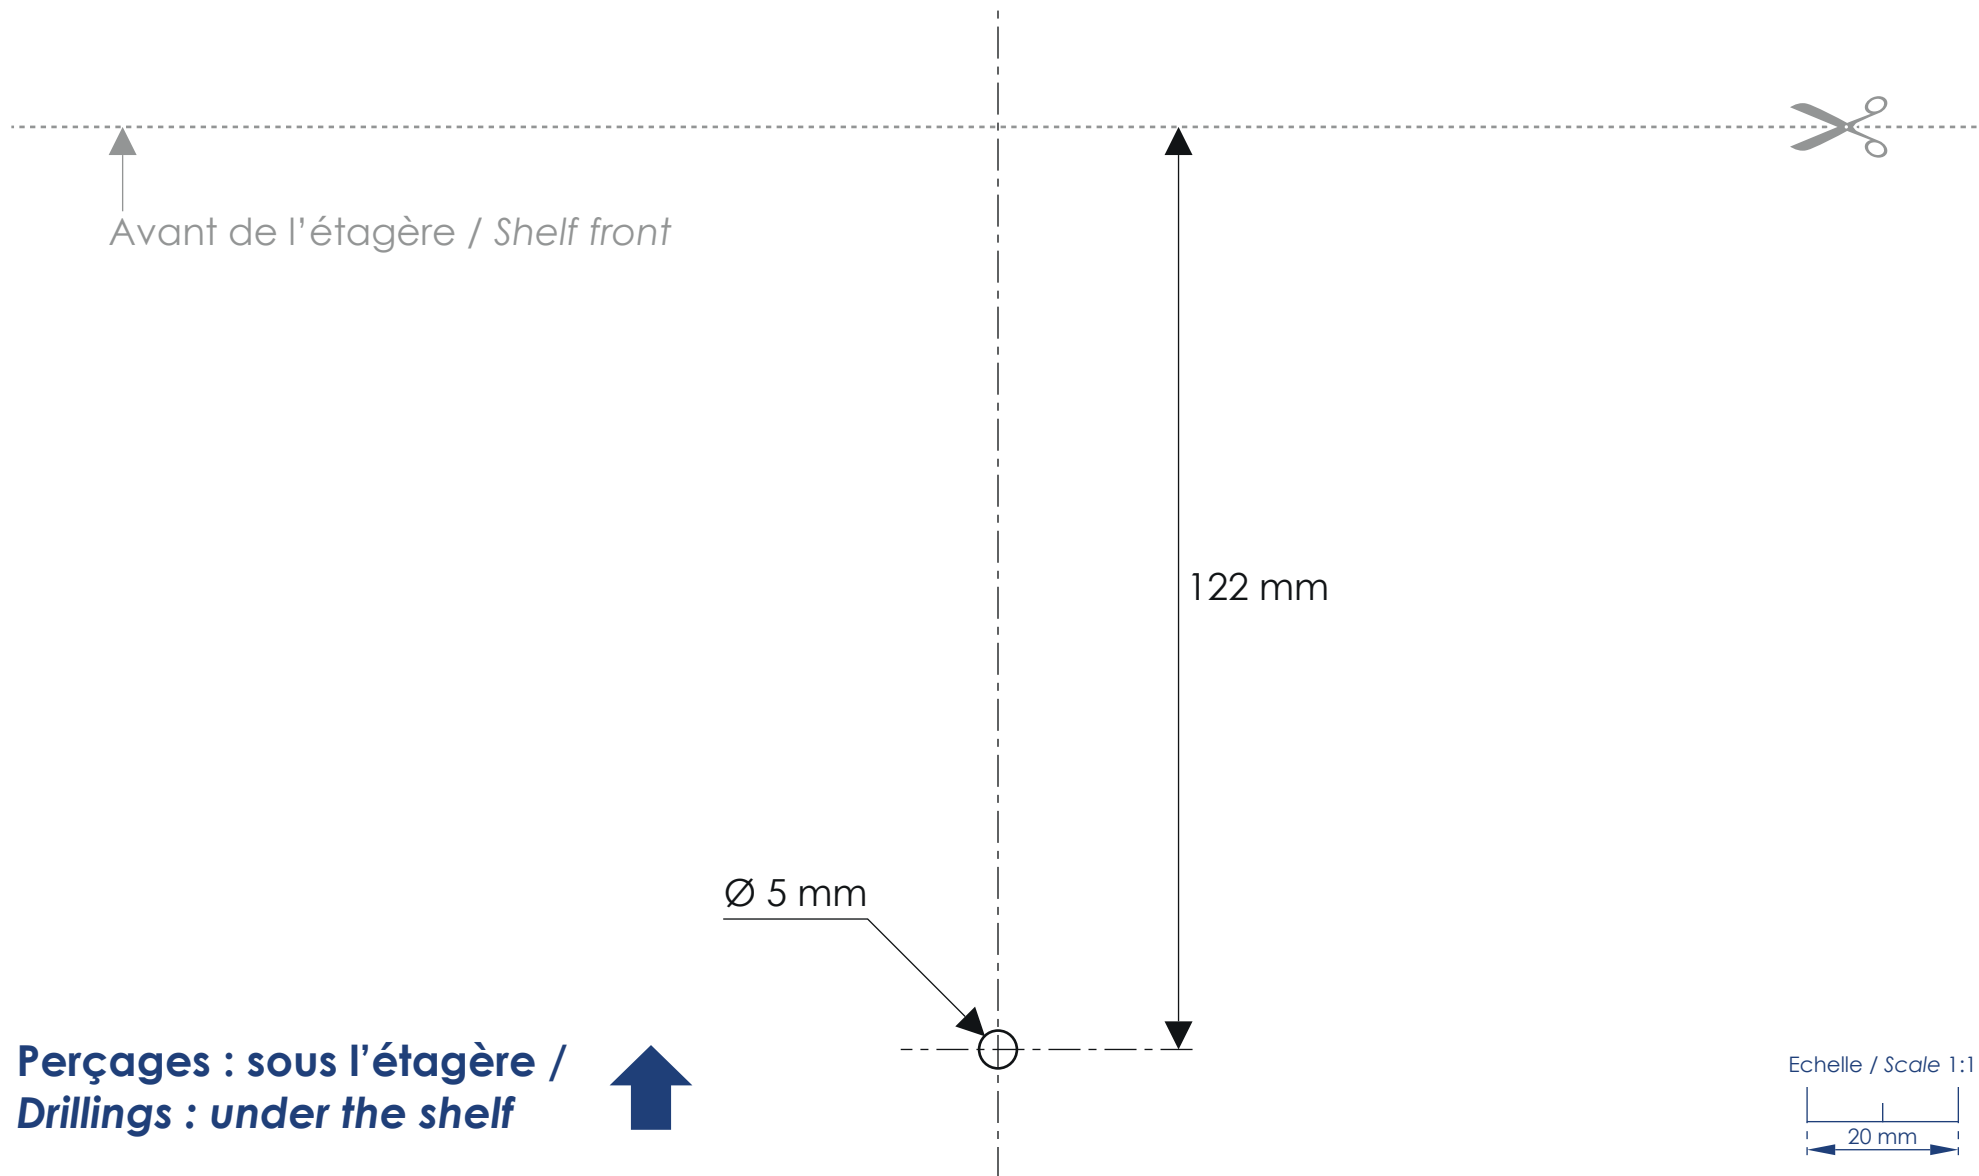 Avant de l’étagère / Shelf front
122 mm
Ø 5 mm
Perçages : sous l’étagère /
Drillings : under the shelf
Echelle / Scale 1:1
20 mm